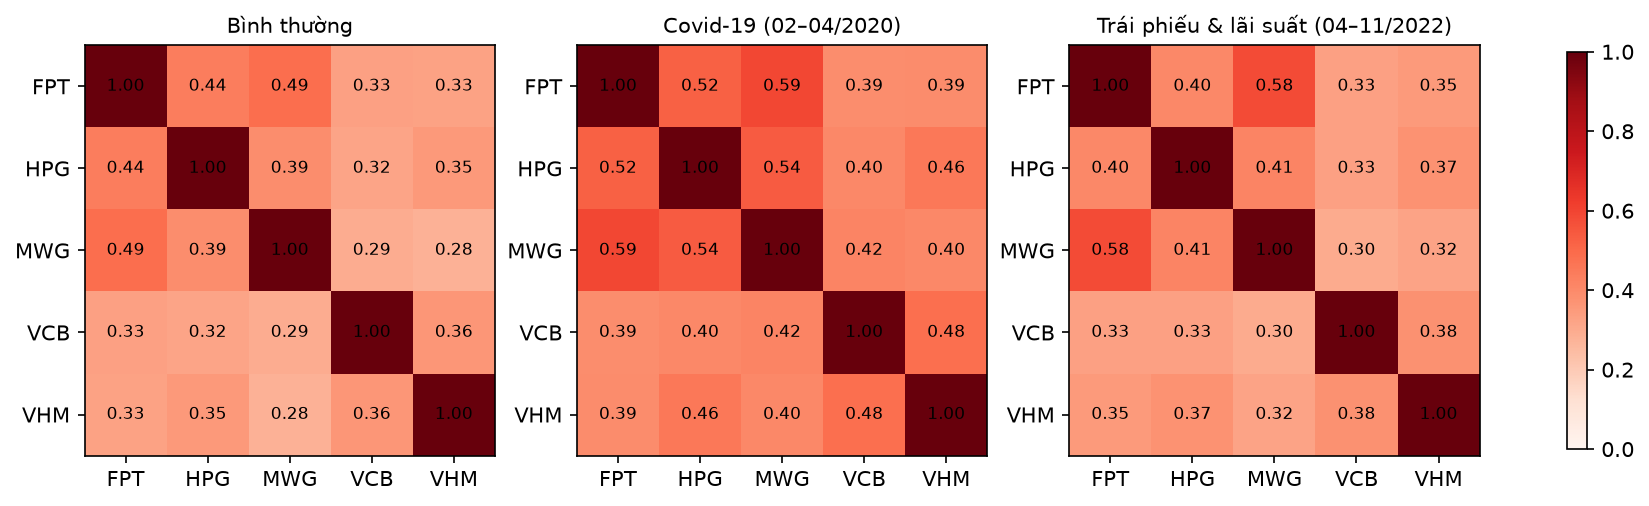 Bình thường
FPT 1.00 0.44 0.49 0.33 0.33
HPG 0.44 1.00 0.39 0.32 0.35
MWG 0.49 0.39 1.00 0.29 0.28
VCB 0.33 0.32 0.29 1.00 0.36
VHM 0.33 0.35 0.28 0.36 1.00
FPT HPG MWG VCB VHM
Covid-19 (02–04/2020)
FPT 1.00 0.52 0.59 0.39 0.39
HPG 0.52 1.00 0.54 0.40 0.46
MWG 0.59 0.54 1.00 0.42 0.40
VCB 0.39 0.40 0.42 1.00 0.48
VHM 0.39 0.46 0.40 0.48 1.00
FPT HPG MWG VCB VHM
Trái phiếu & lãi suất (04–11/2022)
FPT 1.00 0.40 0.58 0.33 0.35
HPG 0.40 1.00 0.41 0.33 0.37
MWG 0.58 0.41 1.00 0.30 0.32
VCB 0.33 0.33 0.30 1.00 0.38
VHM 0.35 0.37 0.32 0.38 1.00
FPT HPG MWG VCB VHM
1.0
0.8
0.6
0.4
0.2
0.0